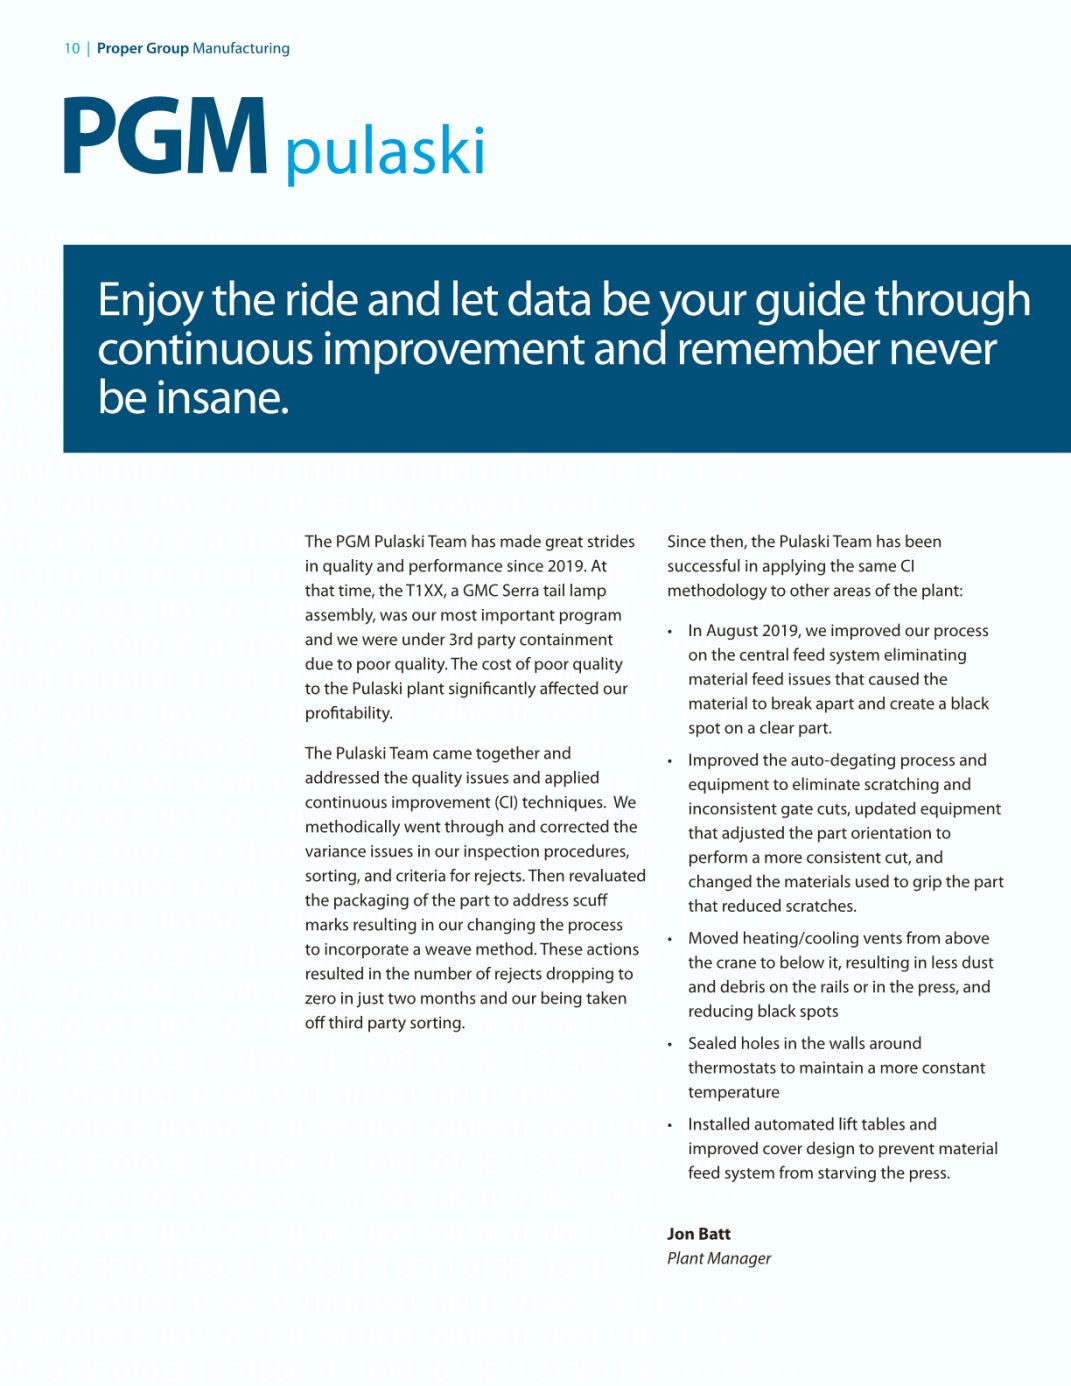 10 | Proper Group Manufacturing
PGM pulaski
Enjoy the ride and let data be your guide through
continuous improvement and remember never
be insane.
The PGM Pulaski Team has made great strides
in quality and performance since 2019. At
that time, the T1XX, a GMC Serra tail lamp
assembly, was our most important program
and we were under 3rd party containment
due to poor quality. The cost of poor quality
to the Pulaski plant significantly affected our
profitability.
The Pulaski Team came together and
addressed the quality issues and applied
continuous improvement (CI) techniques.  We
methodically went through and corrected the
variance issues in our inspection procedures,
sorting, and criteria for rejects. Then revaluated
the packaging of the part to address scuff
marks resulting in our changing the process
to incorporate a weave method. These actions
resulted in the number of rejects dropping to
zero in just two months and our being taken
off third party sorting.
Since then, the Pulaski Team has been
successful in applying the same CI
methodology to other areas of the plant:
• In August 2019, we improved our process
on the central feed system eliminating
material feed issues that caused the
material to break apart and create a black
spot on a clear part.
• Improved the auto-degating process and
equipment to eliminate scratching and
inconsistent gate cuts, updated equipment
that adjusted the part orientation to
perform a more consistent cut, and
changed the materials used to grip the part
that reduced scratches.
• Moved heating/cooling vents from above
the crane to below it, resulting in less dust
and debris on the rails or in the press, and
reducing black spots
• Sealed holes in the walls around
thermostats to maintain a more constant
temperature
• Installed automated lift tables and
improved cover design to prevent material
feed system from starving the press.
Jon Batt
Plant Manager